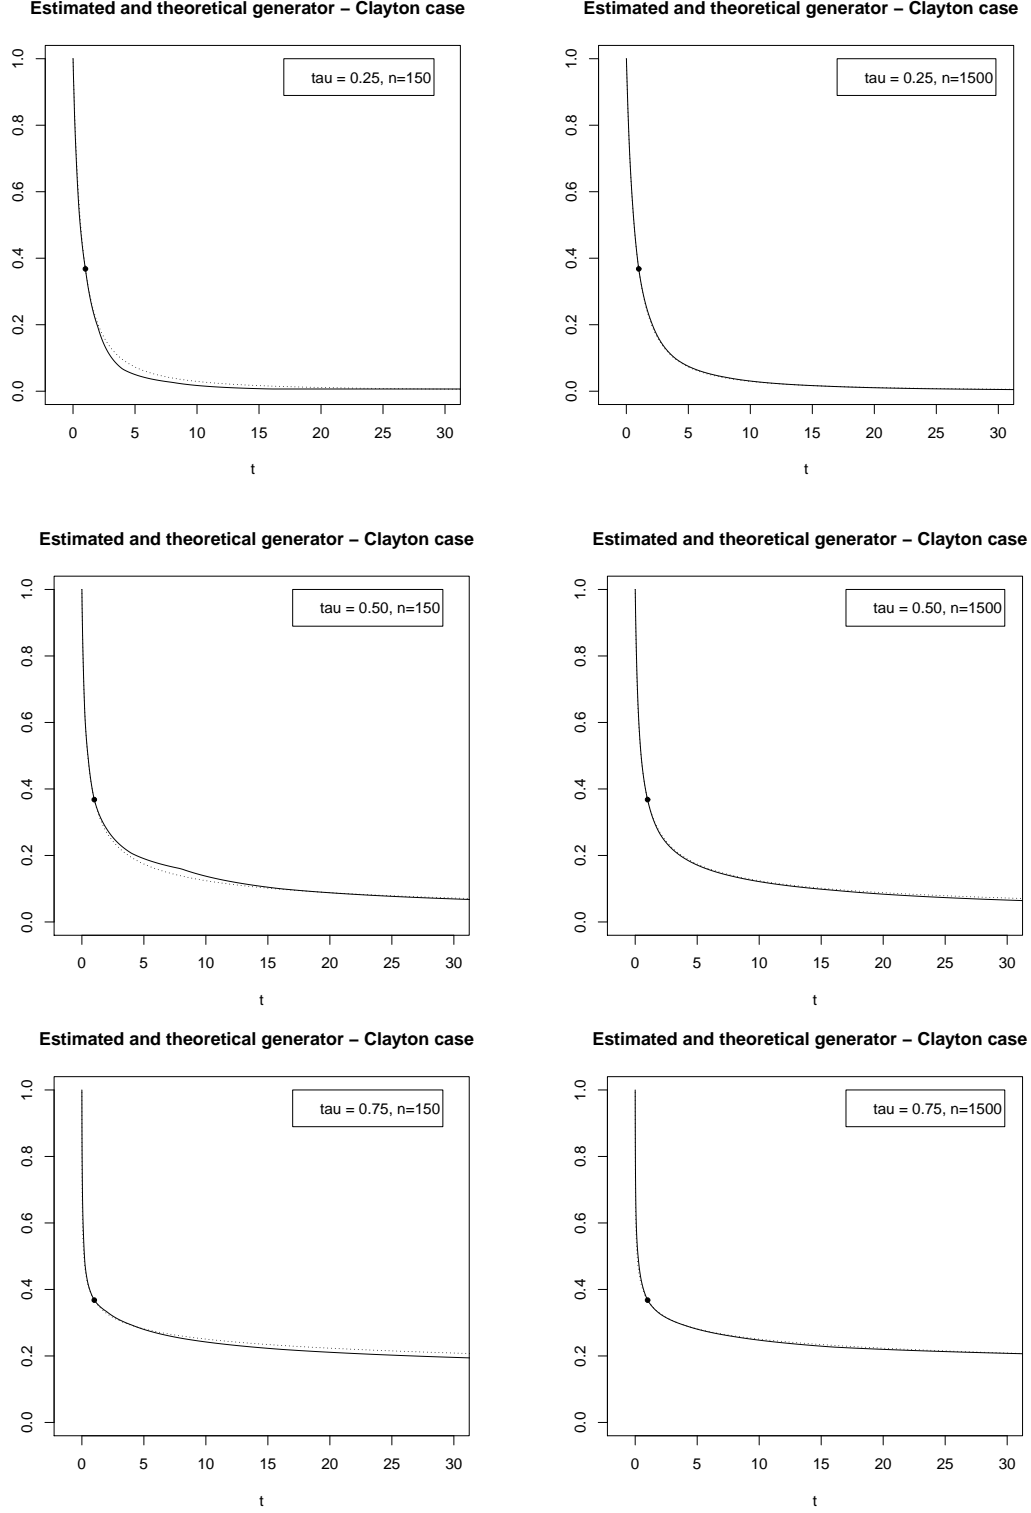 Estimated and theoretical generator – Clayton case
tau = 0.25, n=150
1.0
0.8
0.6
0.4
0.2
0.0
0 5 10 15 20 25 30
t
Estimated and theoretical generator – Clayton case
tau = 0.25, n=1500
1.0
0.8
0.6
0.4
0.2
0.0
0 5 10 15 20 25 30
t
Estimated and theoretical generator – Clayton case
tau = 0.50, n=150
1.0
0.8
0.6
0.4
0.2
0.0
0 5 10 15 20 25 30
t
Estimated and theoretical generator – Clayton case
tau = 0.50, n=1500
1.0
0.8
0.6
0.4
0.2
0.0
0 5 10 15 20 25 30
t
Estimated and theoretical generator – Clayton case
tau = 0.75, n=150
1.0
0.8
0.6
0.4
0.2
0.0
0 5 10 15 20 25 30
t
Estimated and theoretical generator – Clayton case
tau = 0.75, n=1500
1.0
0.8
0.6
0.4
0.2
0.0
0 5 10 15 20 25 30
t